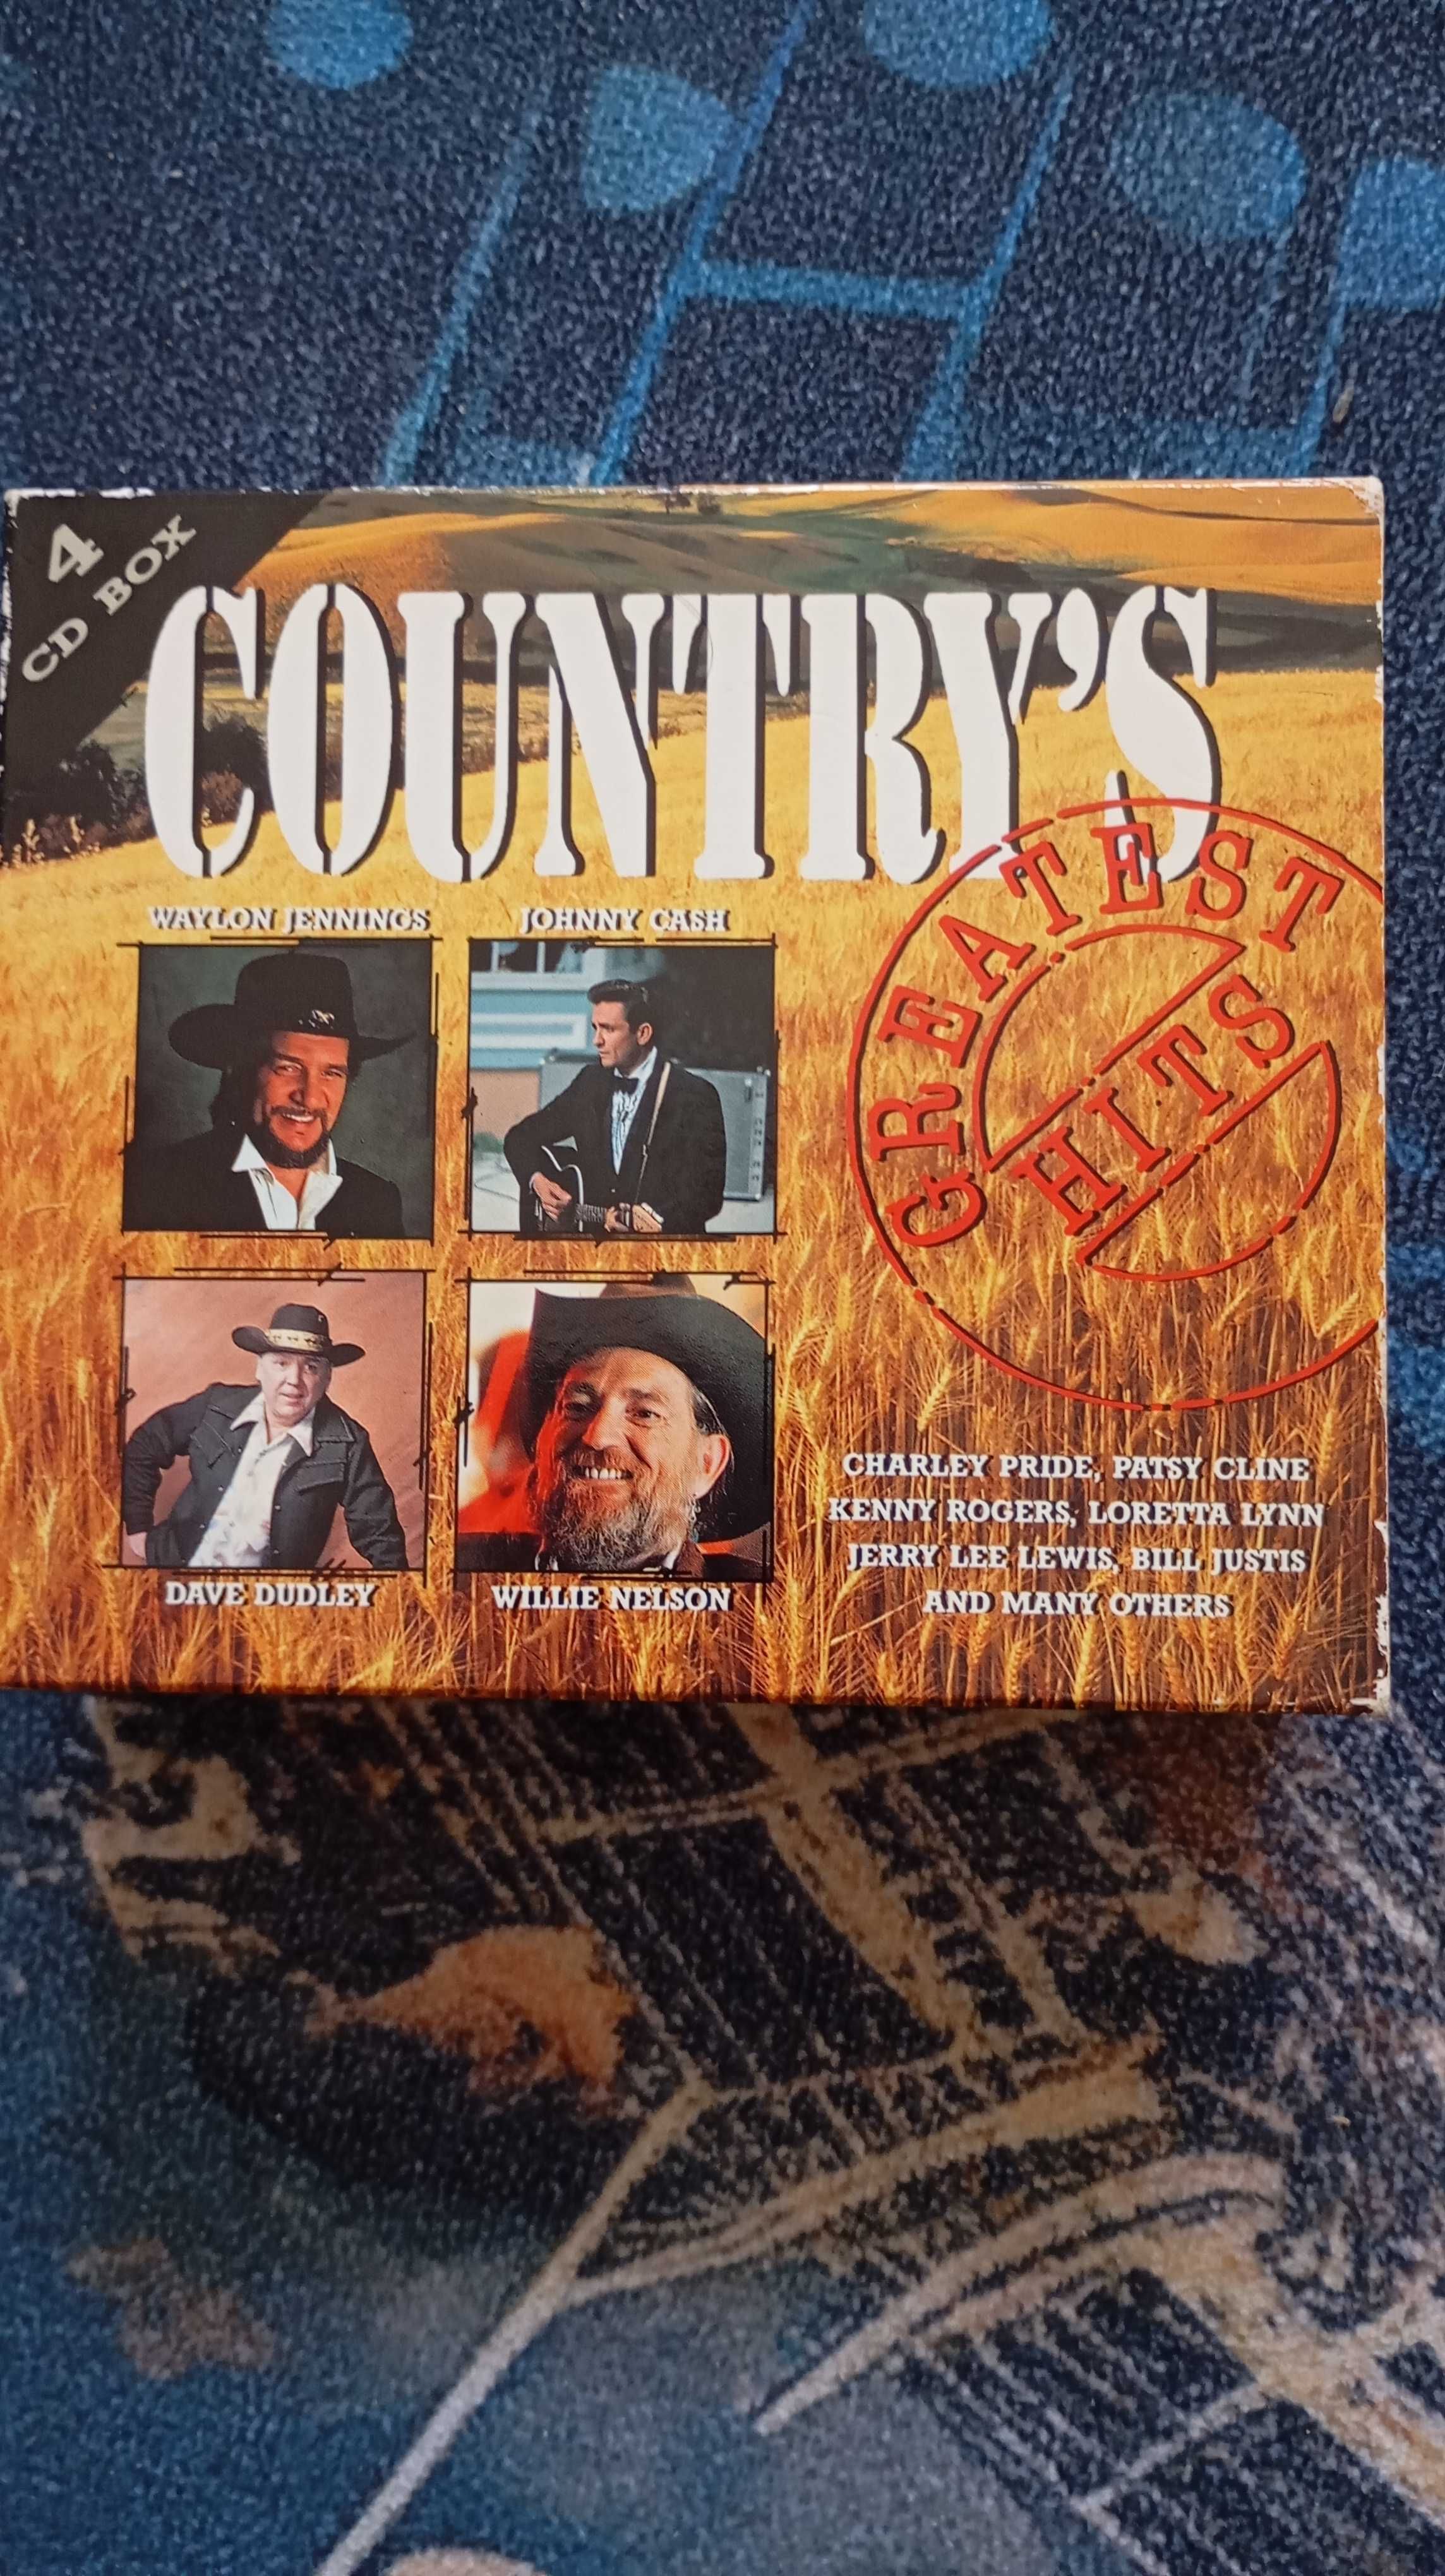 4
CD BOX
COUNTRY'S
GREATEST
HITS
WAYLON JENNINGS
JOHNNY CASH
DAVE DUDLEY
WILLIE NELSON
CHARLEY PRIDE, PATSY CLINE
KENNY ROGERS, LORETTA LYNN
JERRY LEE LEWIS, BILL JUSTIS
AND MANY OTHERS